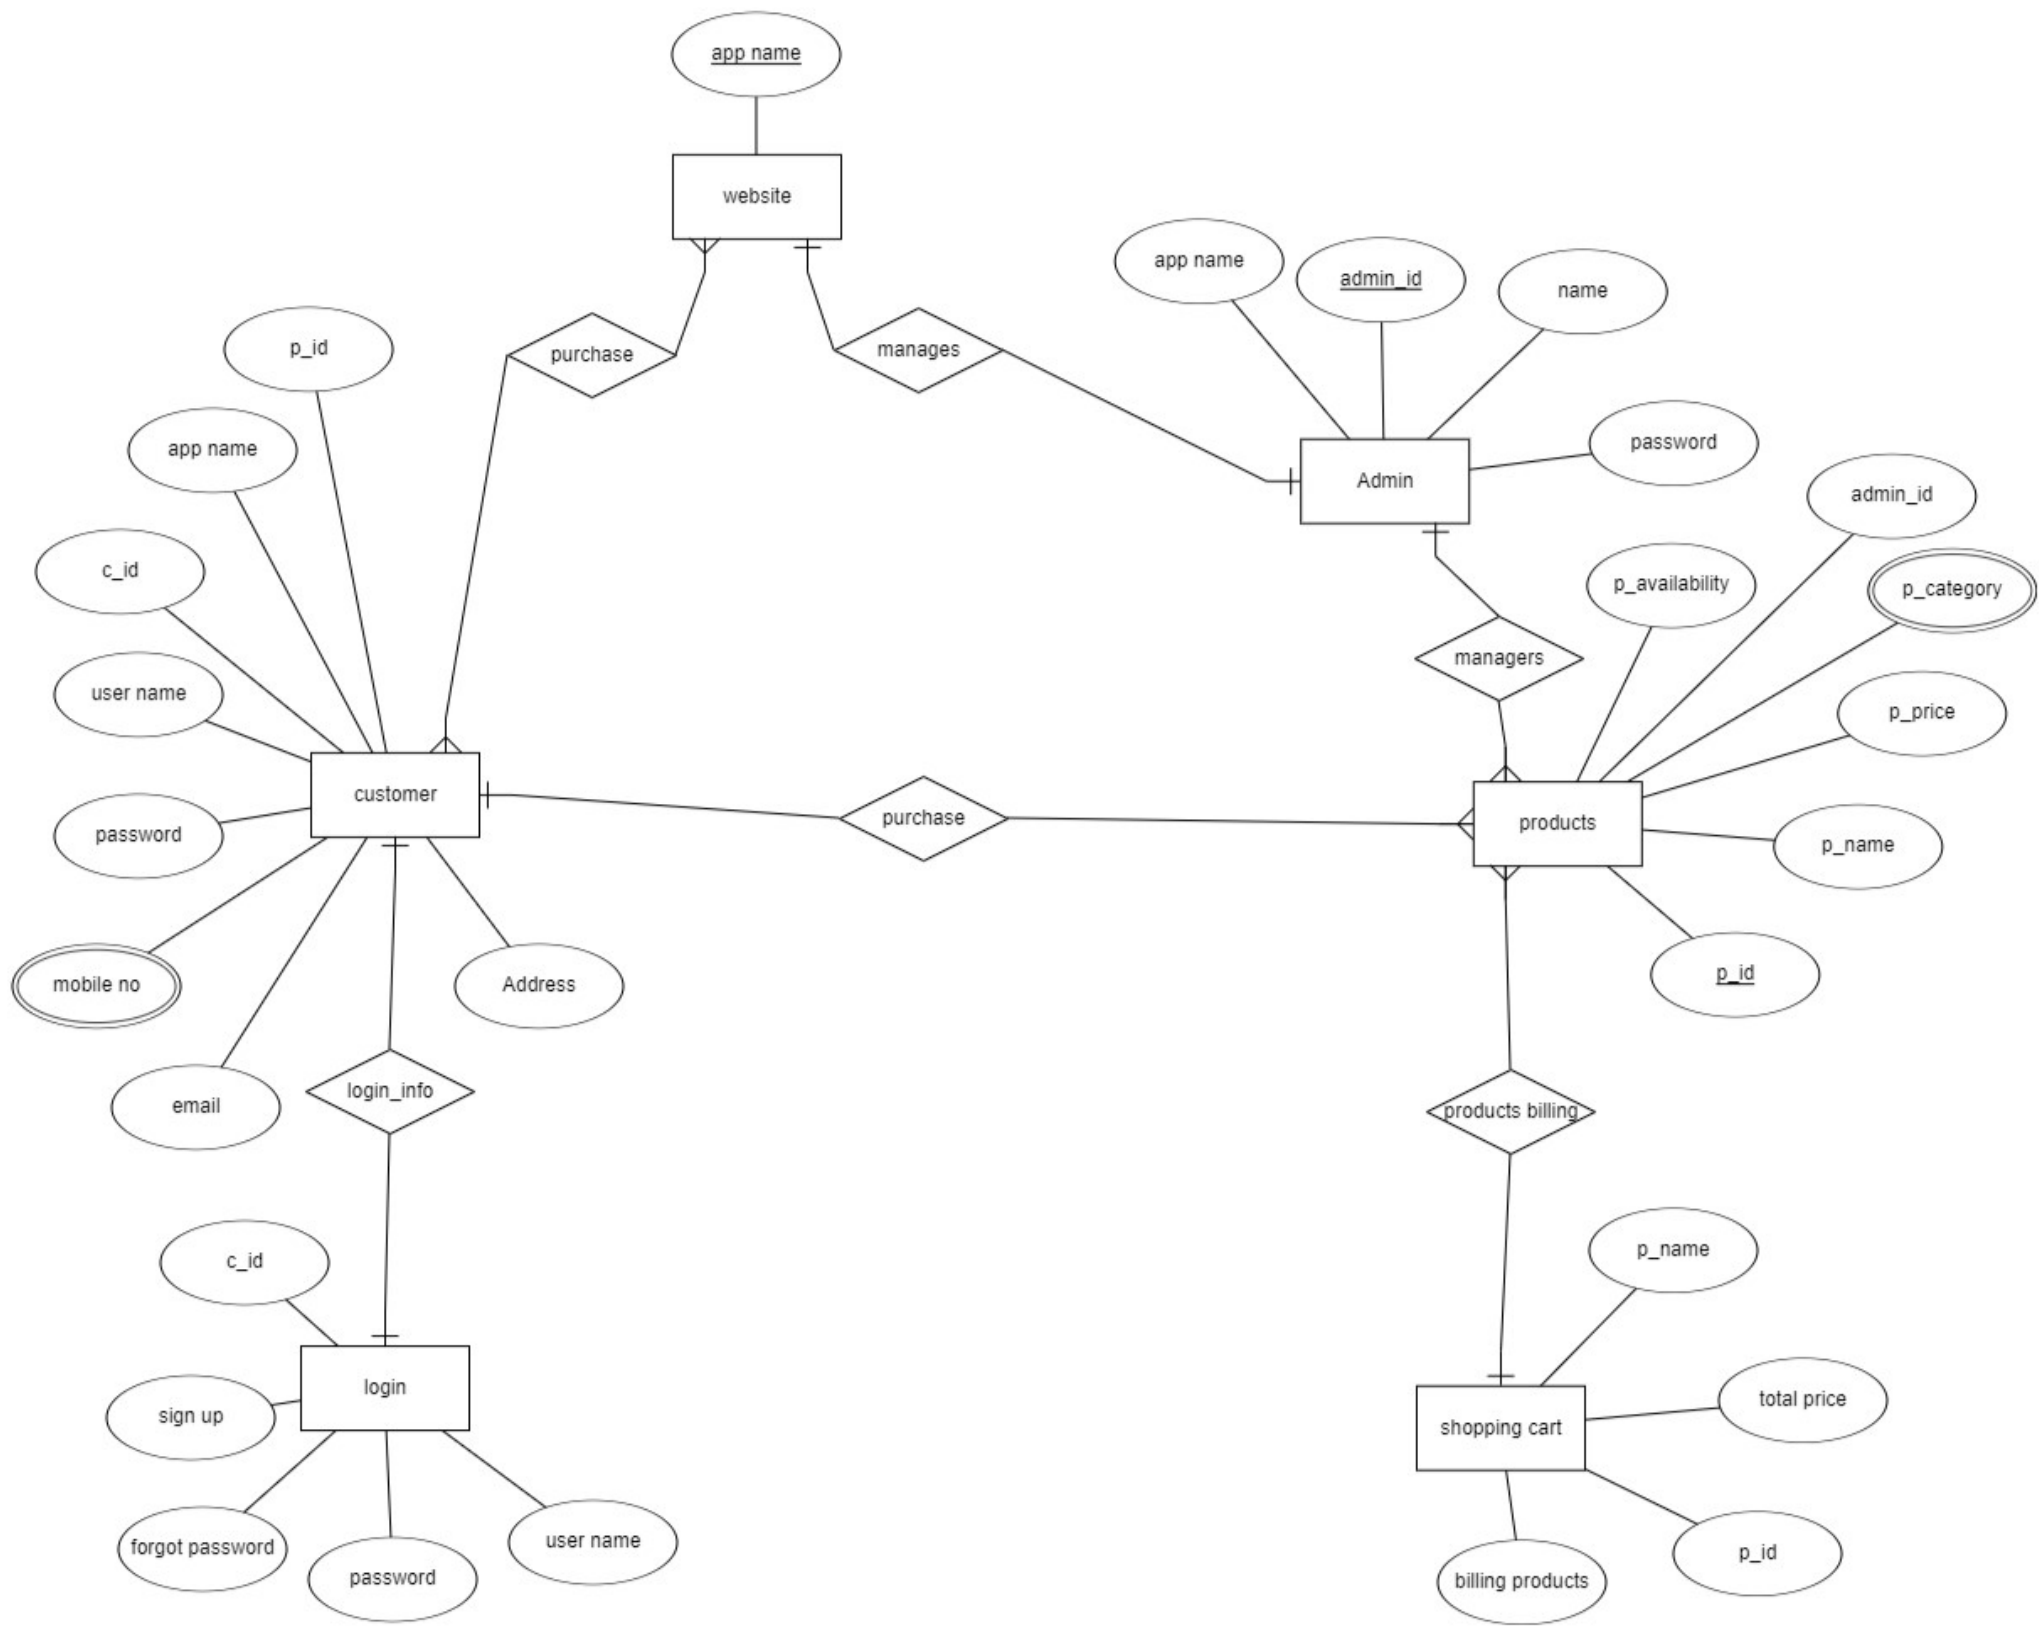 app name
website
app name
admin_id
name
p_id
purchase
manages
app name
password
Admin
admin_id
c_id
p_availability
p_category
user name
managers
p_price
customer
purchase
products
password
p_name
mobile no
Address
p_id
email
login_info
products billing
c_id
p_name
login
total price
sign up
shopping cart
forgot password
user name
p_id
password
billing products